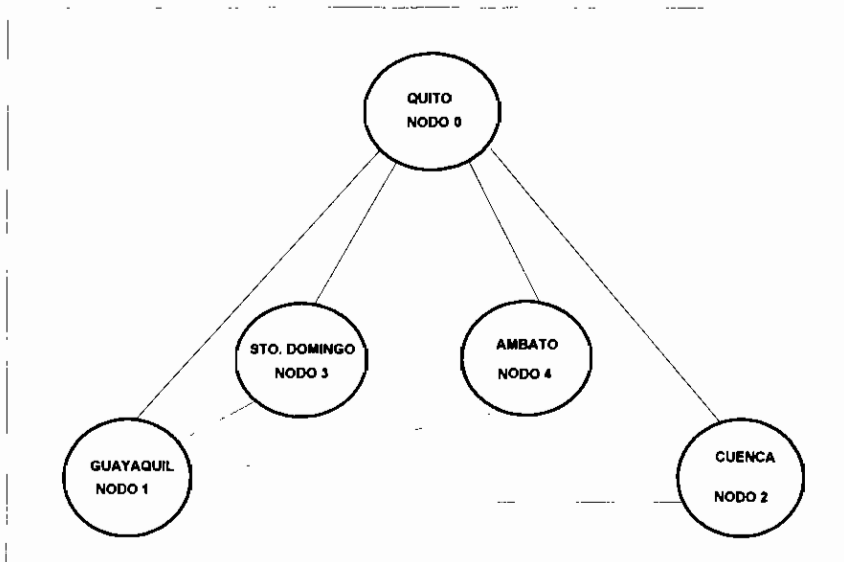 QUITO
NODO 0
STO. DOMINGO
NODO 3
AMBATO
NODO 4
GUAYAQUIL
NODO 1
CUENCA
NODO 2